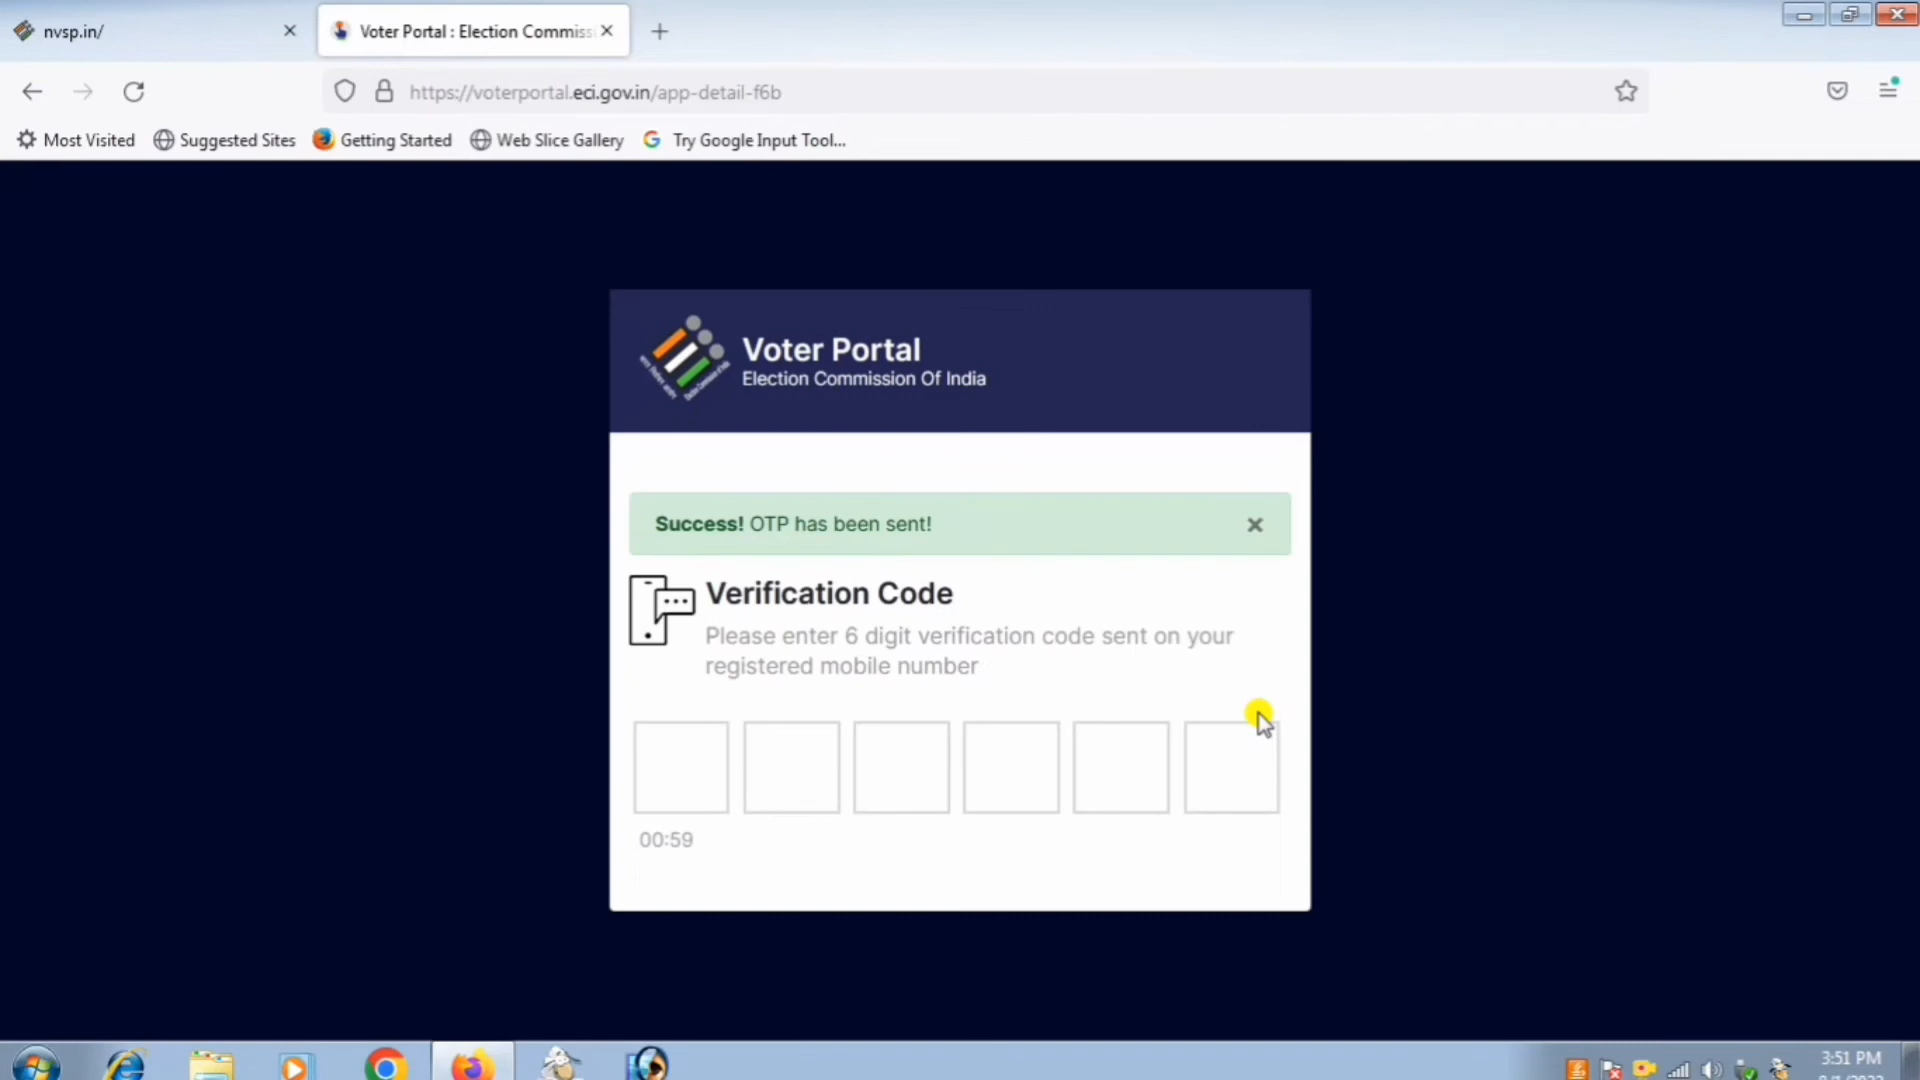 nvsp.in/
Voter Portal : Election Commiss
https://voterportal.eci.gov.in/app-detail-f6b
Most Visited Suggested Sites Getting Started Web Slice Gallery Try Google Input Tool...
Voter Portal
Election Commission Of India
Success! OTP has been sent!
Verification Code
Please enter 6 digit verification code sent on your
registered mobile number
00:59
3:51 PM